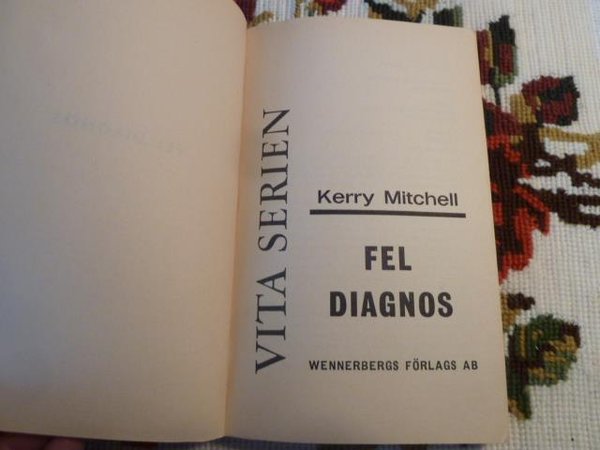 VITA SERIEN
Kerry Mitchell
FEL
DIAGNOS
WENNERBERGS FÖRLAGS AB